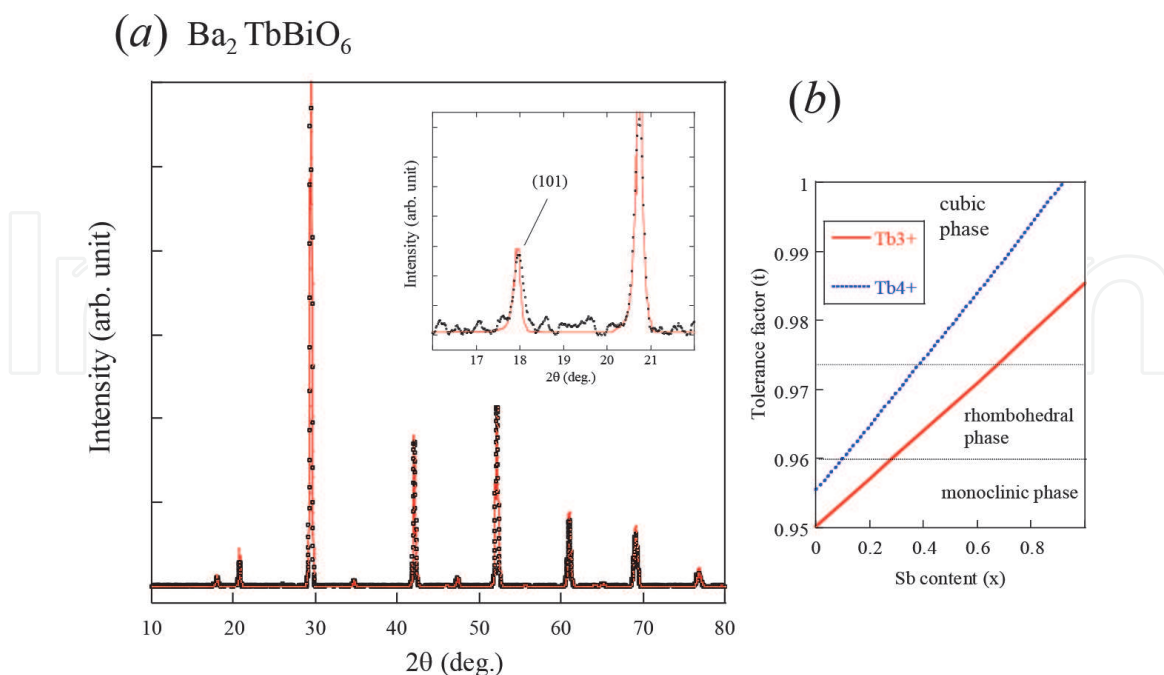 (a) Ba₂ TbBiO₆
Intensity (arb. unit)
10 20 30 40 50 60 70 80
2θ (deg.)
Intensity (arb. unit)
(101)
17 18 19 20 21
2θ (deg.)
(b)
Tolerance factor (t)
1
0.99
0.98
0.97
0.96
0.95
cubic
phase
Tb3+
Tb4+
rhombohedral
phase
monoclinic phase
0 0.2 0.4 0.6 0.8
Sb content (x)